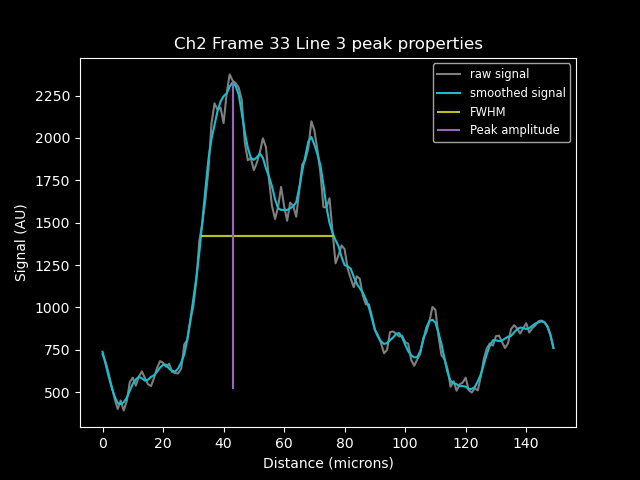 Ch2 Frame 33 Line 3 peak properties
raw signal
smoothed signal
FWHM
Peak amplitude
Signal (AU)
2250
2000
1750
1500
1250
1000
750
500
0 20 40 60 80 100 120 140
Distance (microns)